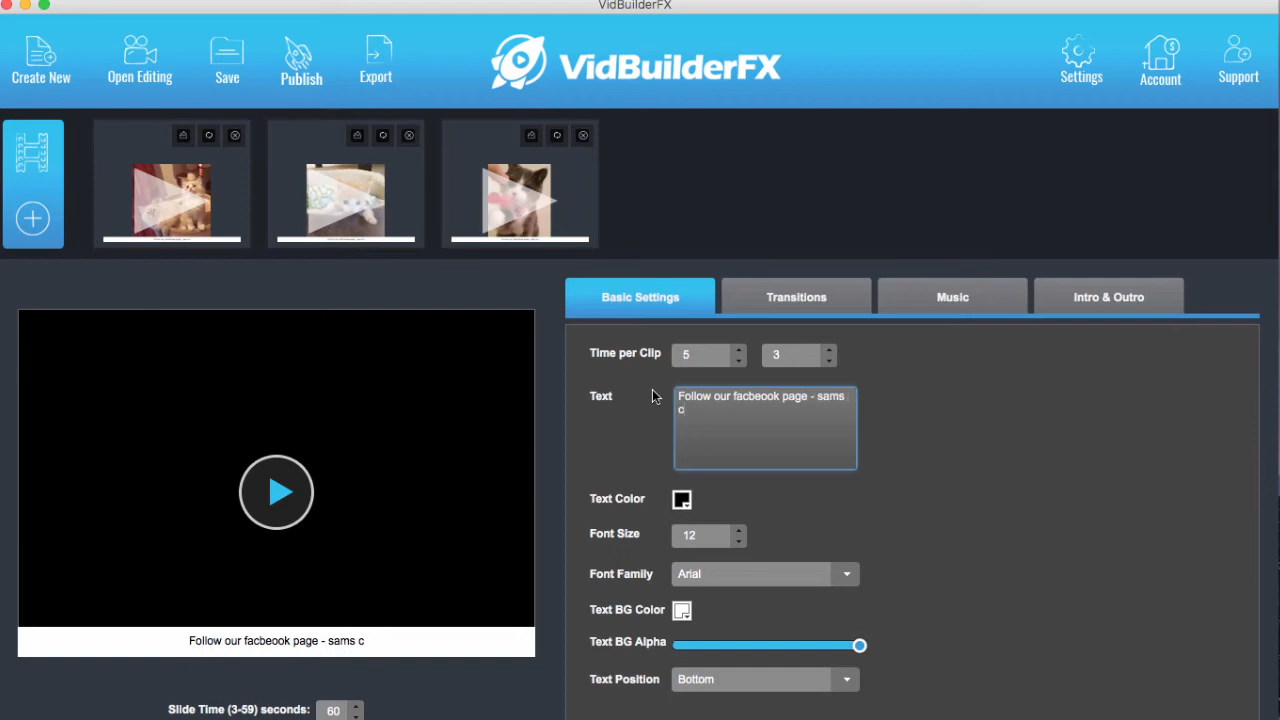 VidBuilderFX
Create New
Open Editing
Save
Publish
Export
VidBuilderFX
Settings
Account
Support
Basic Settings
Transitions
Music
Intro & Outro
Time per Clip 5 3
Text
Follow our facbeook page - sams
c
Text Color
Font Size 12
Font Family Arial
Text BG Color
Text BG Alpha
Text Position Bottom
Follow our facbeook page - sams c
Slide Time (3-59) seconds: 60